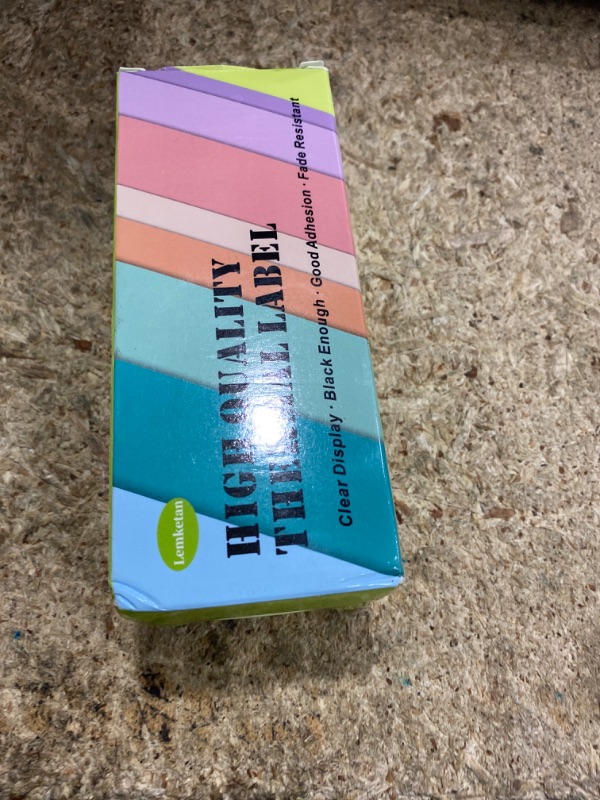 Lemketan
HIGH QUALITY
THERMAL LABEL
Clear Display · Black Enough · Good Adhesion · Fade Resistant